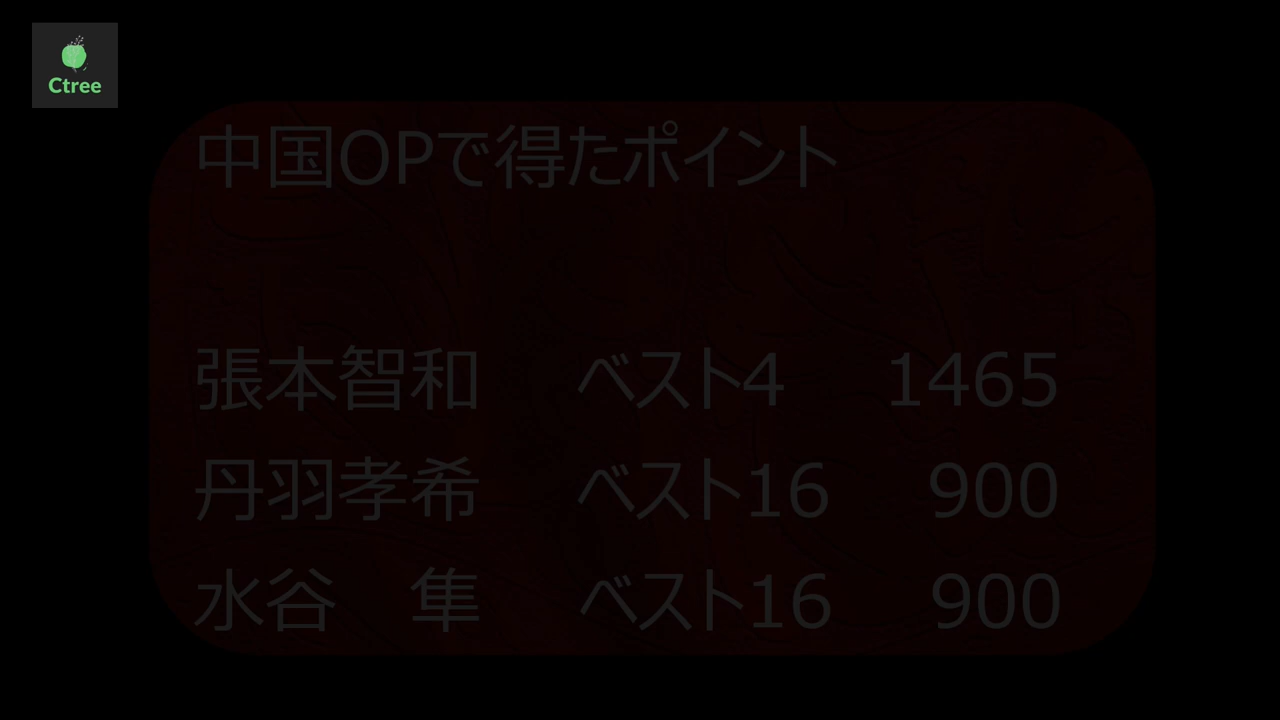 Ctree
中国OPで得たポイント
張本智和 ベスト4 1465
丹羽孝希 ベスト16 900
水谷 隼 ベスト16 900